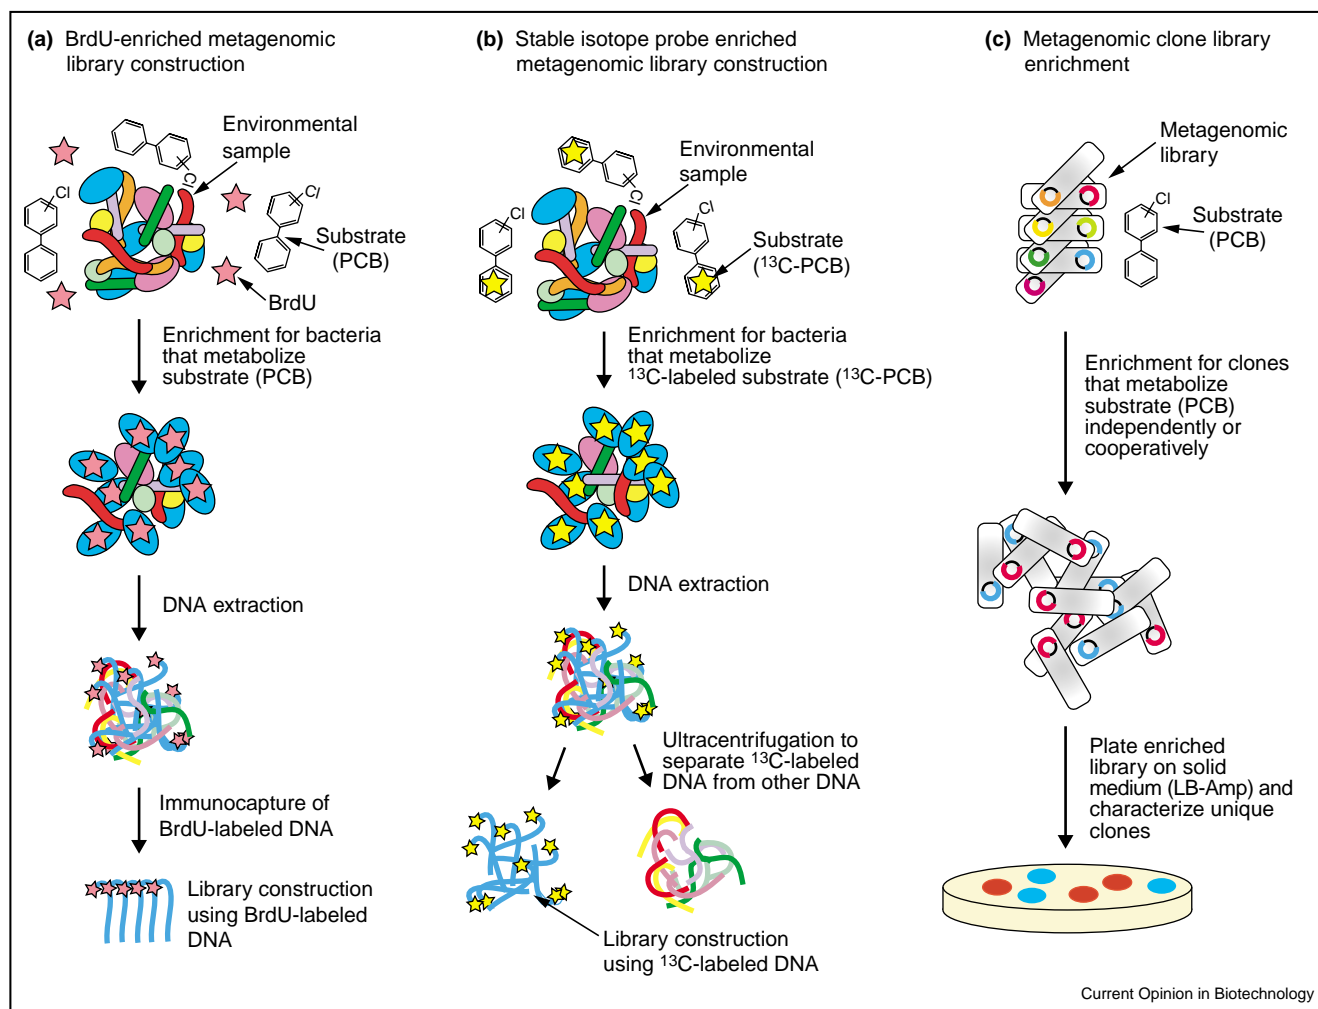 (a) BrdU-enriched metagenomic
library construction
Environmental
sample
Cl
Cl
Cl
Substrate
(PCB)
BrdU
Enrichment for bacteria
that metabolize
substrate (PCB)
DNA extraction
Immunocapture of
BrdU-labeled DNA
Library construction
using BrdU-labeled
DNA
(b) Stable isotope probe enriched
metagenomic library construction
Environmental
sample
Cl
Cl
Cl
Substrate
(¹³C-PCB)
Enrichment for bacteria
that metabolize
¹³C-labeled substrate (¹³C-PCB)
DNA extraction
Ultracentrifugation to
separate ¹³C-labeled
DNA from other DNA
Library construction
using ¹³C-labeled DNA
(c) Metagenomic clone library
enrichment
Metagenomic
library
Cl
Substrate
(PCB)
Enrichment for clones
that metabolize
substrate (PCB)
independently or
cooperatively
Plate enriched
library on solid
medium (LB-Amp) and
characterize unique
clones
Current Opinion in Biotechnology